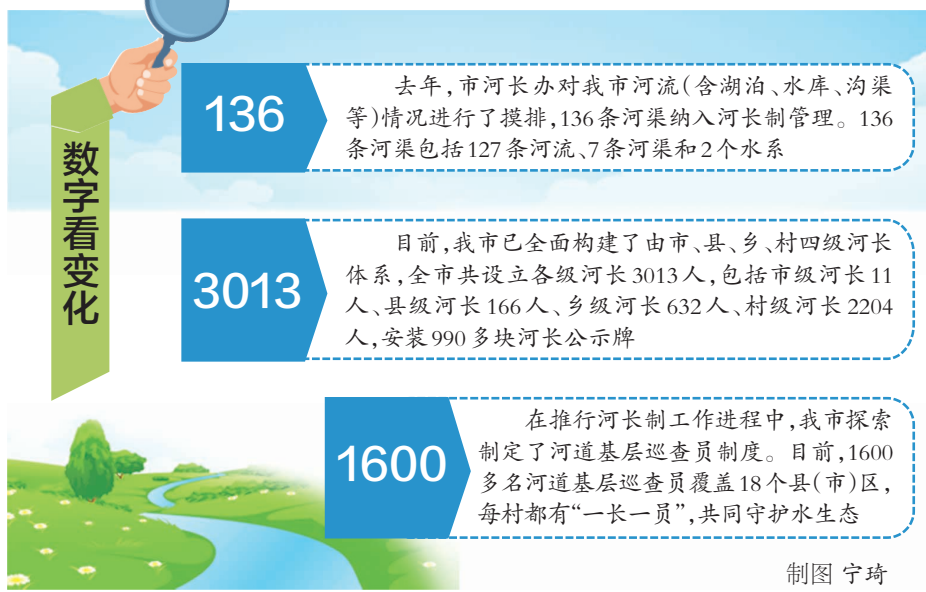 数字看变化
136
去年,市河长办对我市河流(含湖泊、水库、沟渠
等)情况进行了摸排,136条河渠纳入河长制管理。136
条河渠包括127条河流、7条河渠和2个水系
3013
目前,我市已全面构建了由市、县、乡、村四级河长
体系,全市共设立各级河长3013人,包括市级河长11
人、县级河长166人、乡级河长632人、村级河长2204
人,安装990多块河长公示牌
1600
在推行河长制工作进程中,我市探索
制定了河道基层巡查员制度。目前,1600
多名河道基层巡查员覆盖18个县(市)区,
每村都有“一长一员”,共同守护水生态
制图 宁琦